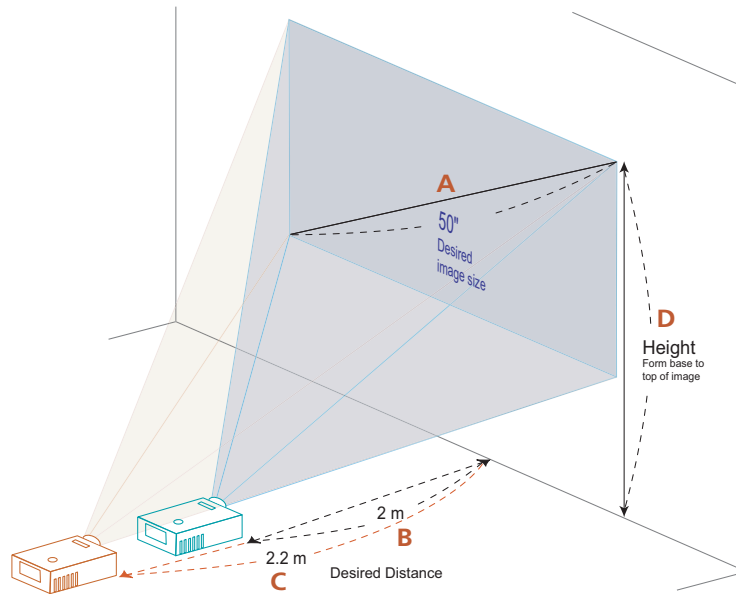 A
50"
Desired
image size
D
Height
Form base to
top of image
2 m
B
2.2 m
C
Desired Distance